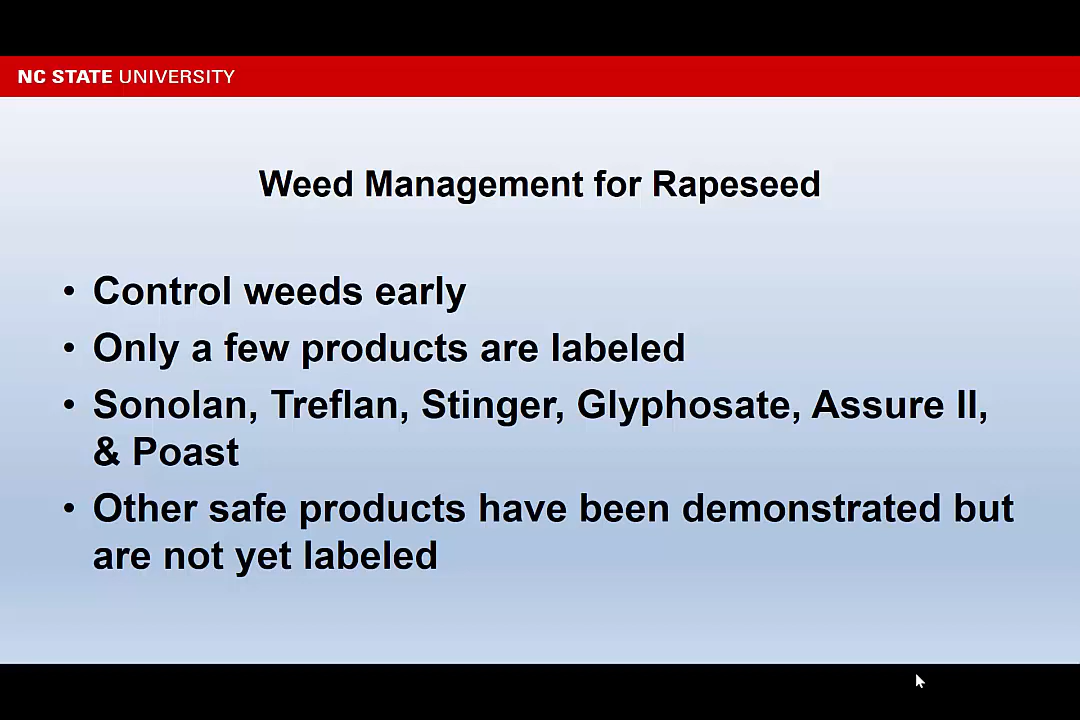 NC STATE UNIVERSITY
Weed Management for Rapeseed
• Control weeds early
• Only a few products are labeled
• Sonolan, Treflan, Stinger, Glyphosate, Assure II,
& Poast
• Other safe products have been demonstrated but
are not yet labeled